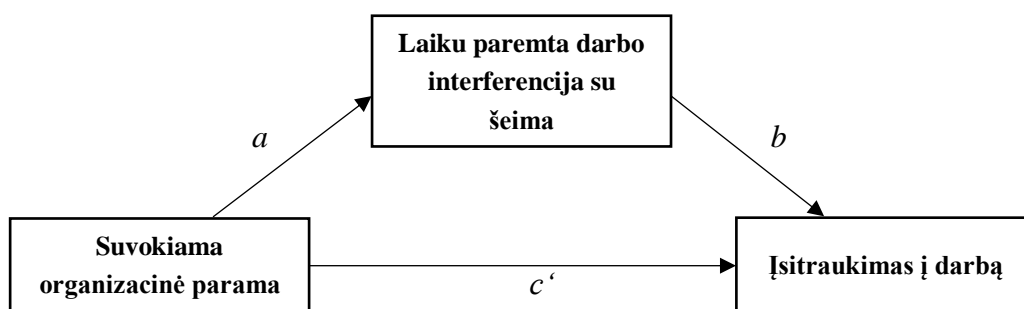 Laiku paremta darbo
interferencija su
šeima
a
b
Suvokiama
organizacinė parama
c‘
Įsitraukimas į darbą